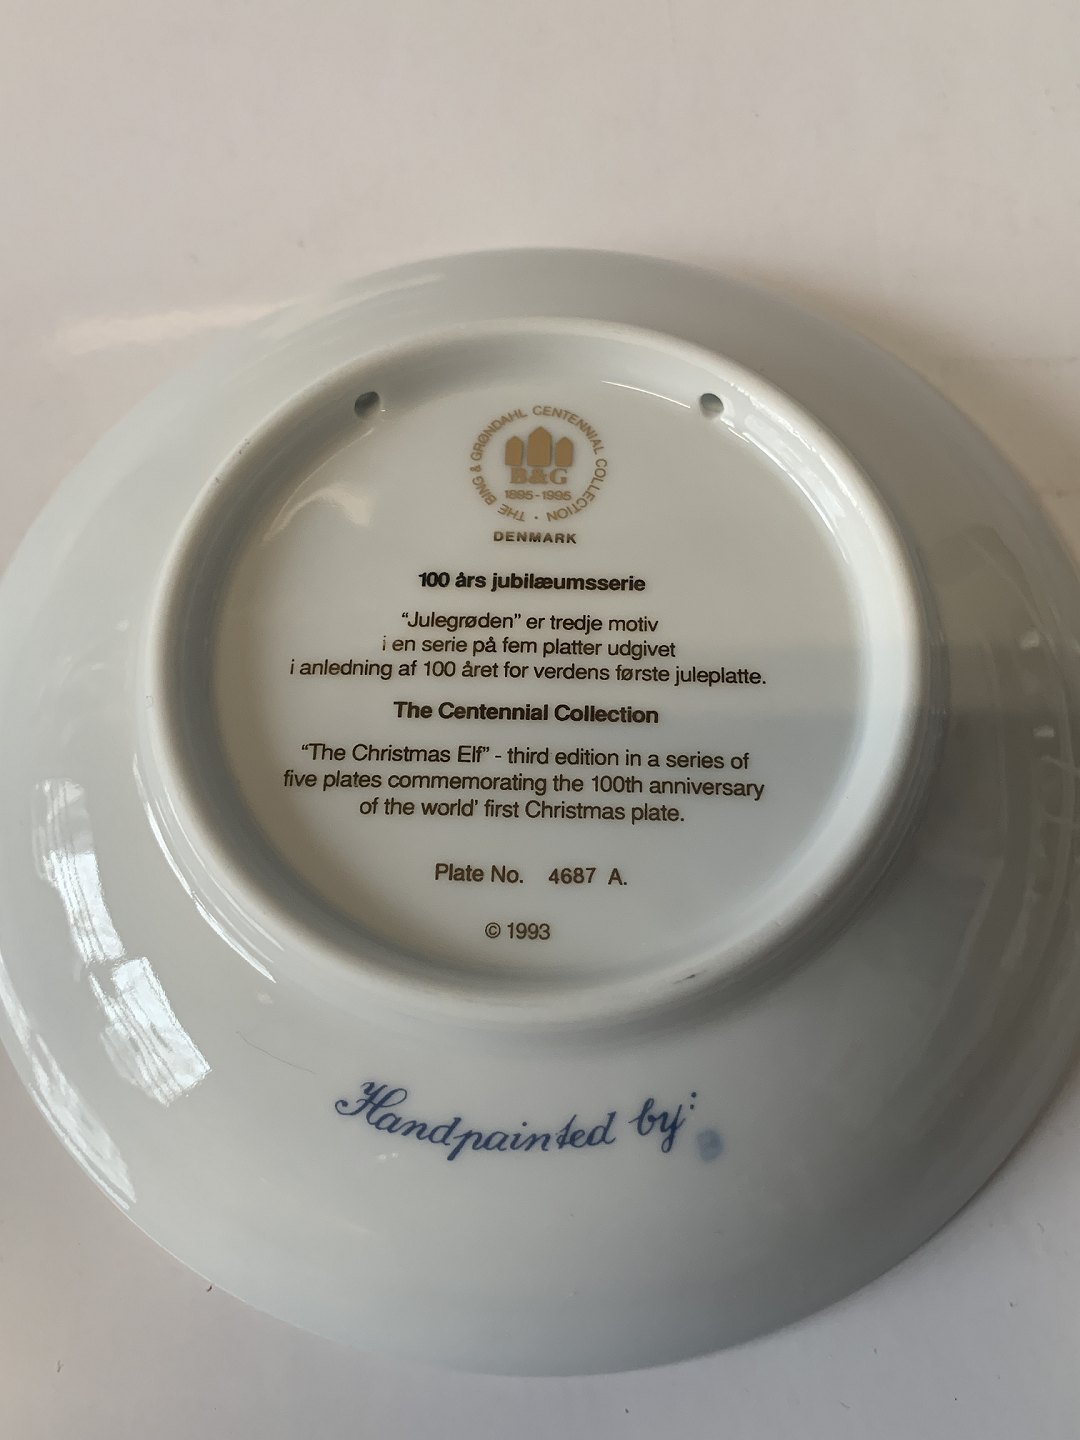 THE BING & GRØNDAHL CENTENNIAL COLLECTION ·
B&G
1895-1995
DENMARK
100 års jubilæumsserie
“Julegrøden” er tredje motiv
i en serie på fem platter udgivet
i anledning af 100 året for verdens første juleplatte.
The Centennial Collection
“The Christmas Elf” - third edition in a series of
five plates commemorating the 100th anniversary
of the world’ first Christmas plate.
Plate No. 4687 A.
© 1993
Handpainted by: